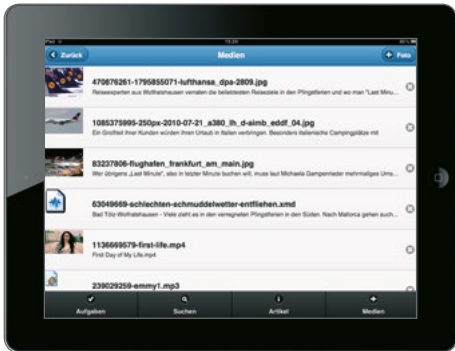 iPad
15:29
Zurück
Medien
Foto
470876261-1795855071-lufthansa_dpa-2809.jpg
Reiseexperten aus Wolfratshausen verraten die beliebtesten Reiseziele in den Pfingstferien und wo man "Last Minu...
1085375995-250px-2010-07-21_a380_lh_d-aimb_eddf_04.jpg
Ein Großteil ihrer Kunden würden ihren Urlaub in Italien verbringen. Besonders italienische Campingplätze mit
63237806-flughafen_frankfurt_am_main.jpg
Wer übrigens „Last Minute", also in letzter Minute buchen will, muss laut Michaela Gampenrieder mehrmaliges Ums...
63049669-schlechten-schmuddelwetter-entfliehen.xmd
Bad Tölz-Wolfratshausen - Viele zieht es in den verregneten Pfingstferien in den Süden. Nach Mallorca gehen auch...
1136669579-first-life.mp4
First Day of My Life.mp4
239029259-emmy1.mp3
Aufgaben
Suchen
Artikel
Medien